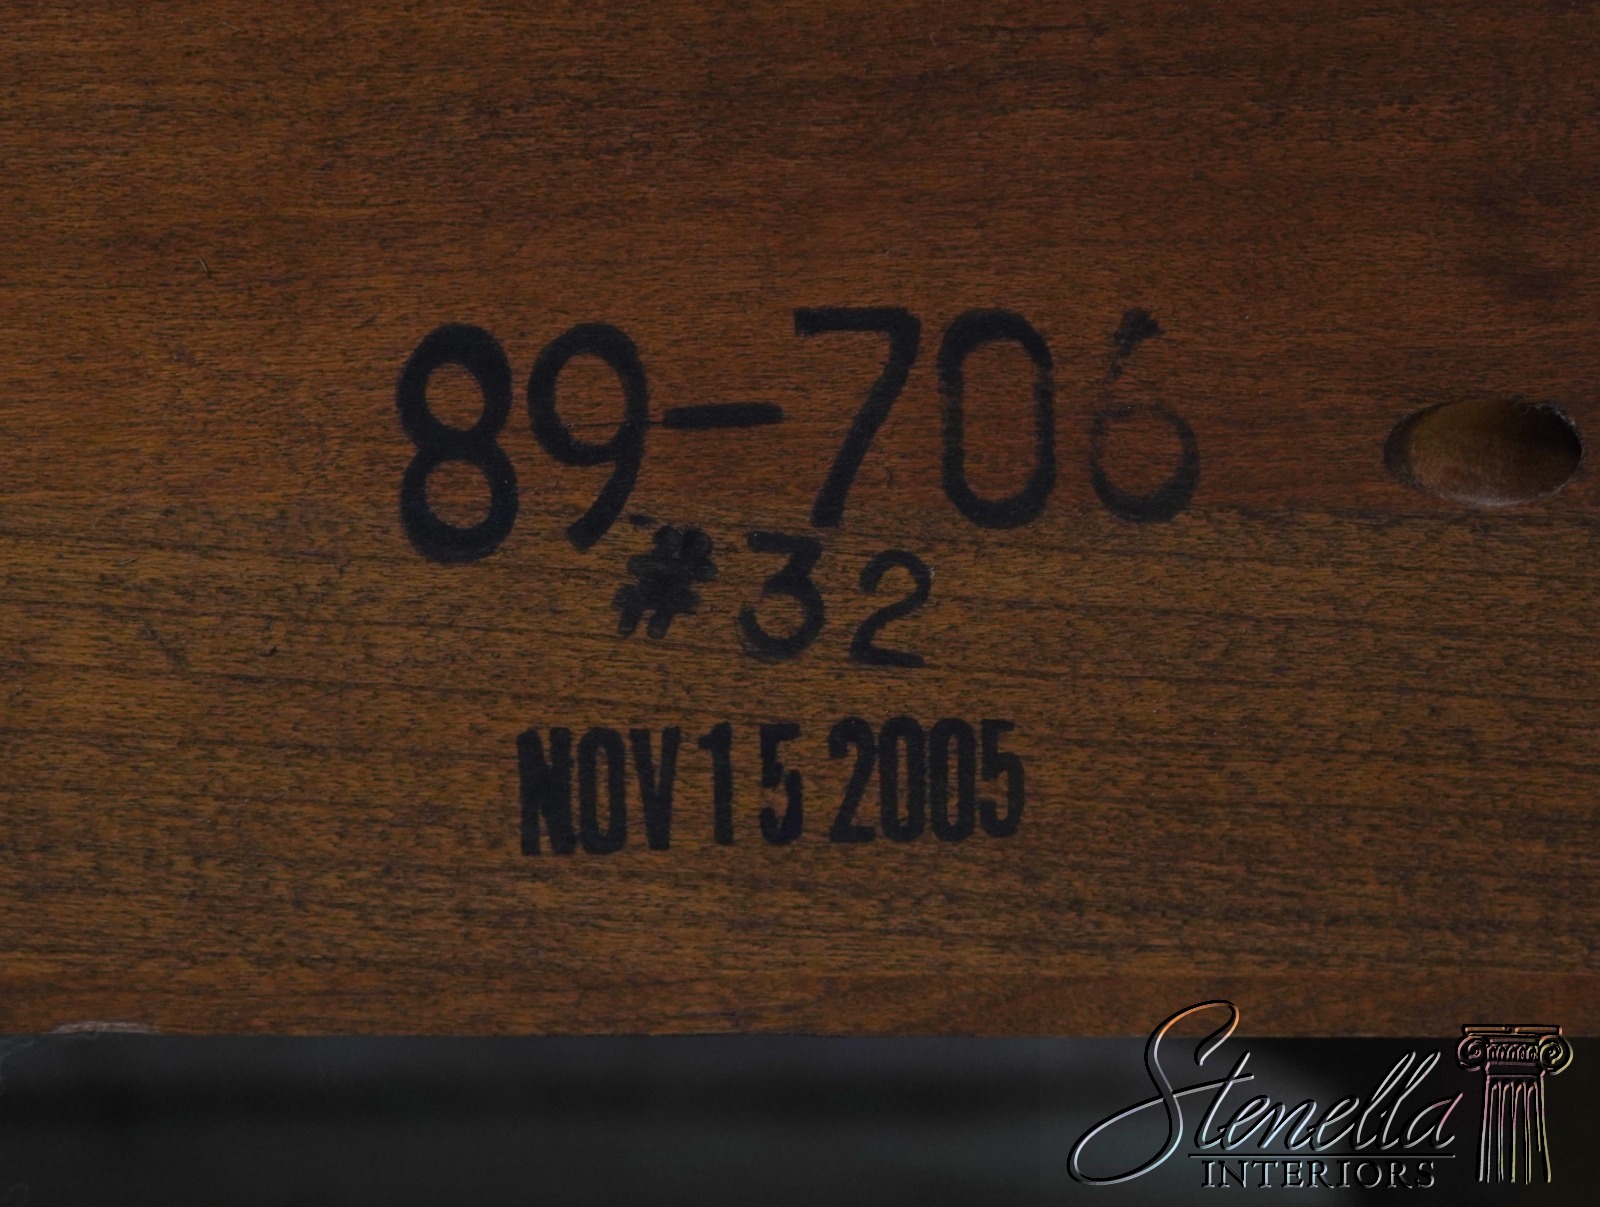 89-706
#32
NOV 15 2005
Stenella
INTERIORS